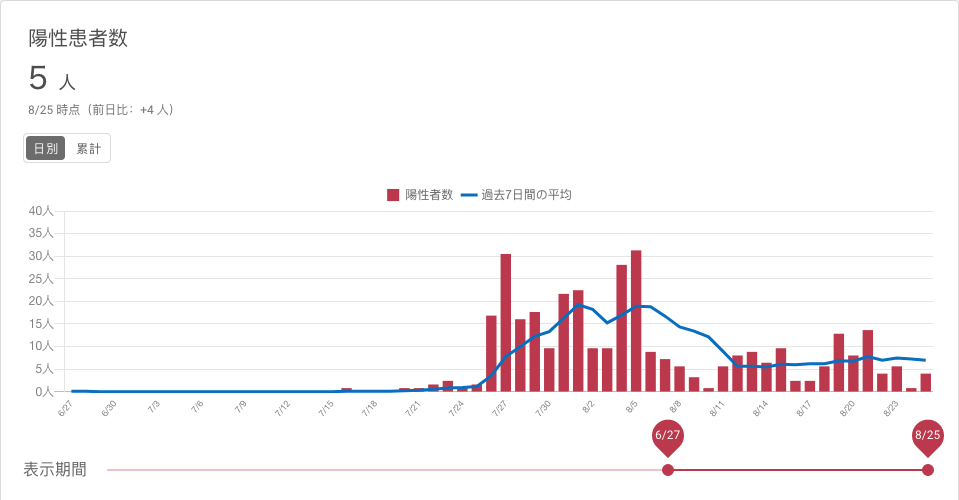 陽性患者数
5 人
8/25 時点（前日比：+4 人）
日別 累計
陽性者数 過去7日間の平均
40人
35人
30人
25人
20人
15人
10人
5人
0人
6/27 6/30 7/3 7/6 7/9 7/12 7/15 7/18 7/21 7/24 7/27 7/30 8/2 8/5 8/8 8/11 8/14 8/17 8/20 8/23
6/27 8/25
表示期間